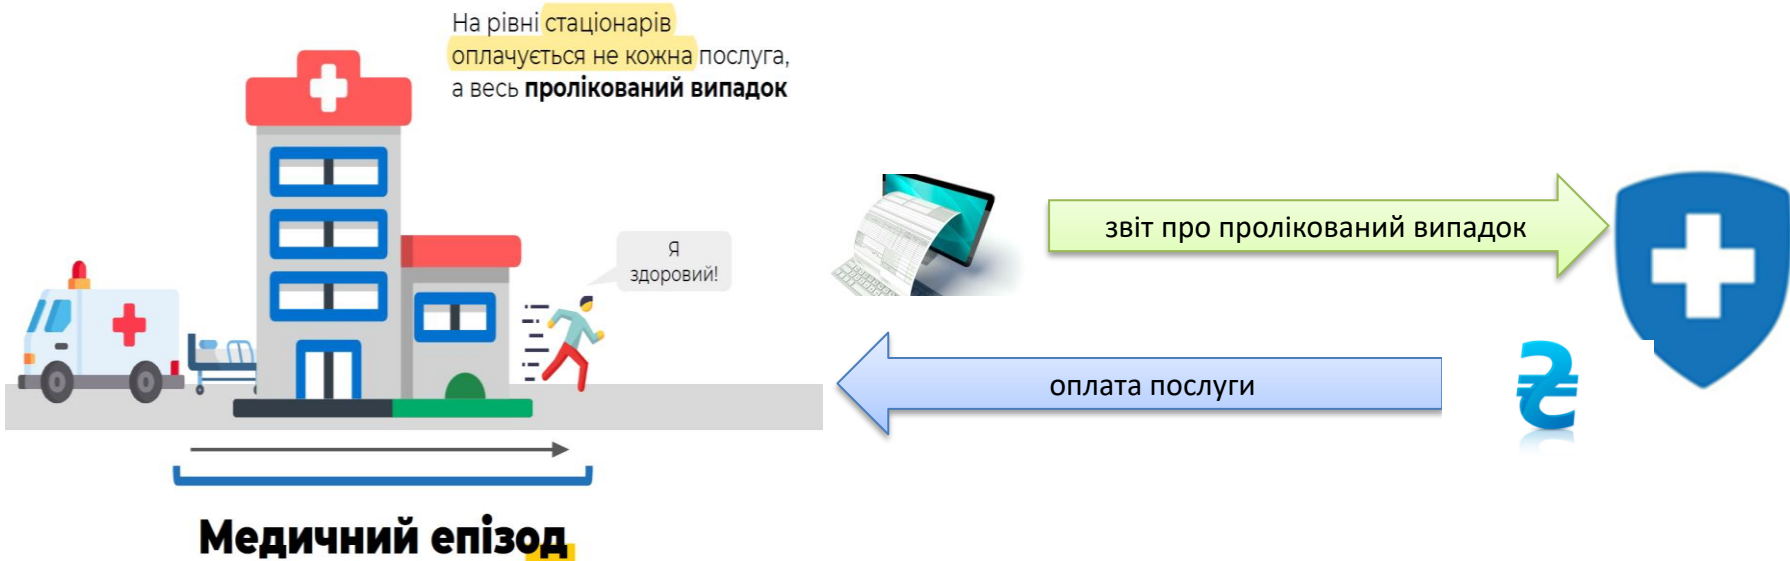 На рівні стаціонарів
оплачується не кожна послуга,
а весь пролікований випадок
Я
здоровий!
звіт про пролікований випадок
оплата послуги
₴
Медичний епізод